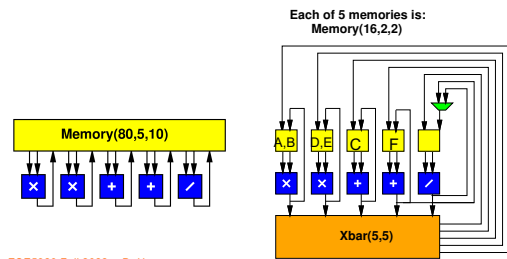 Each of 5 memories is:
Memory(16,2,2)
Memory(80,5,10)
A,B D,E C F
× × + + /
× × + + /
Xbar(5,5)